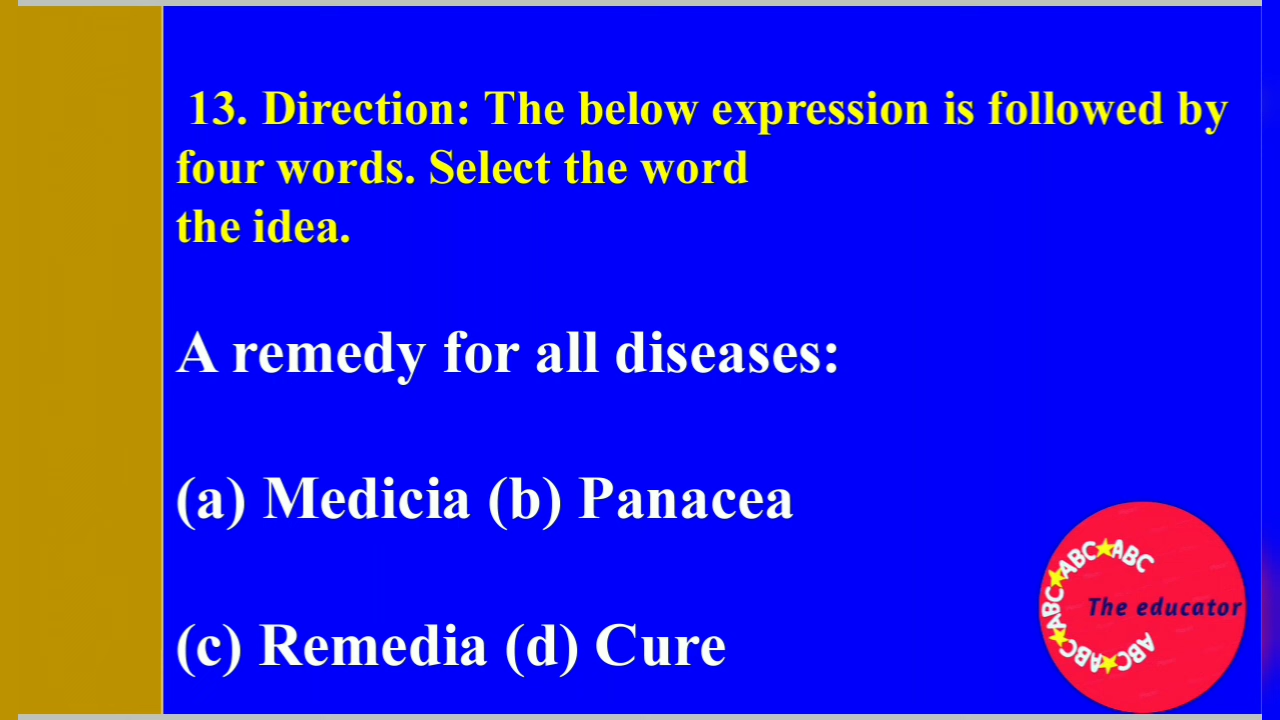 13. Direction: The below expression is followed by
four words. Select the word
the idea.
A remedy for all diseases:
(a) Medicia (b) Panacea
(c) Remedia (d) Cure
ABC★ABC★ABC★ABC★ABC
The educator